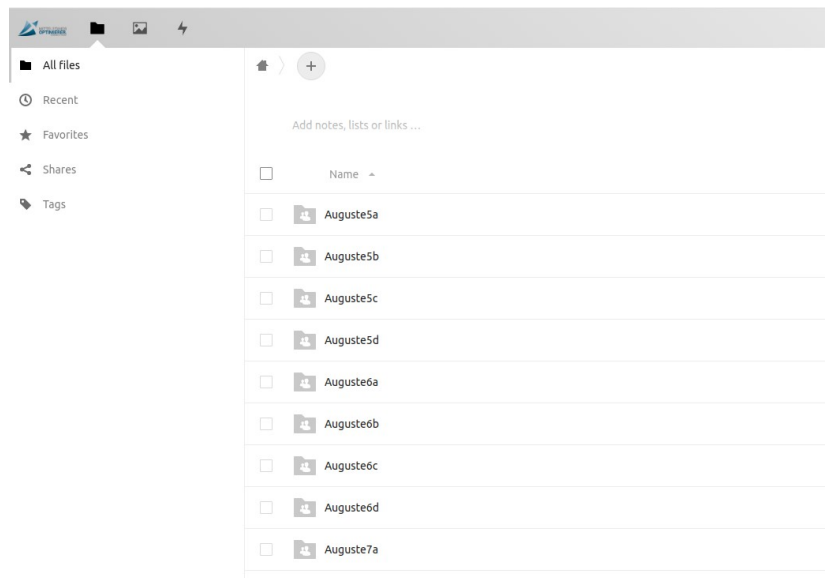 All files
Recent
Favorites
Shares
Tags
Add notes, lists or links ...
Name
Auguste5a
Auguste5b
Auguste5c
Auguste5d
Auguste6a
Auguste6b
Auguste6c
Auguste6d
Auguste7a